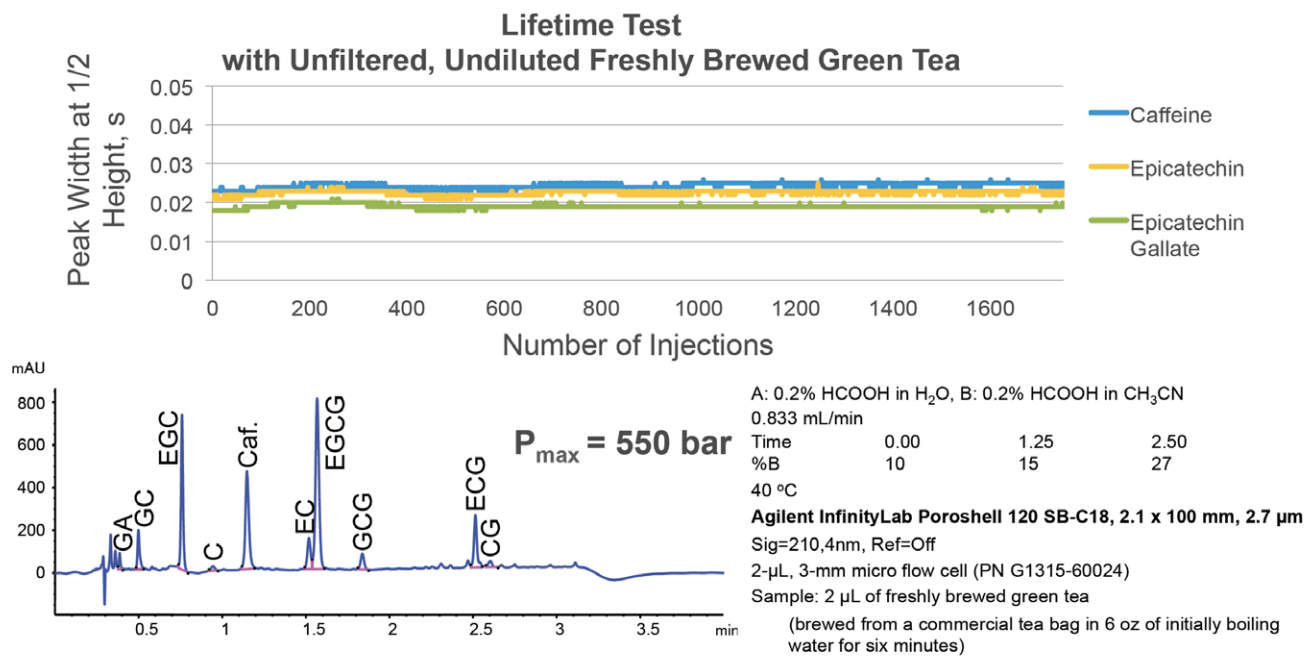 Lifetime Test
with Unfiltered, Undiluted Freshly Brewed Green Tea
Peak Width at 1/2
Height, s
0.05
0.04
0.03
0.02
0.01
0
0 200 400 600 800 1000 1200 1400 1600
Number of Injections
Caffeine
Epicatechin
Epicatechin
Gallate
mAU
800
600
400
200
0
GA
GC
EGC
C
Caf.
EC
EGCG
GCG
ECG
CG
0.5 1 1.5 2 2.5 3 3.5 min
Pmax = 550 bar
A: 0.2% HCOOH in H2O, B: 0.2% HCOOH in CH3CN
0.833 mL/min
Time 0.00 1.25 2.50
%B 10 15 27
40 ºC
Agilent InfinityLab Poroshell 120 SB-C18, 2.1 x 100 mm, 2.7 µm
Sig=210,4nm, Ref=Off
2-µL, 3-mm micro flow cell (PN G1315-60024)
Sample: 2 µL of freshly brewed green tea
(brewed from a commercial tea bag in 6 oz of initially boiling
water for six minutes)